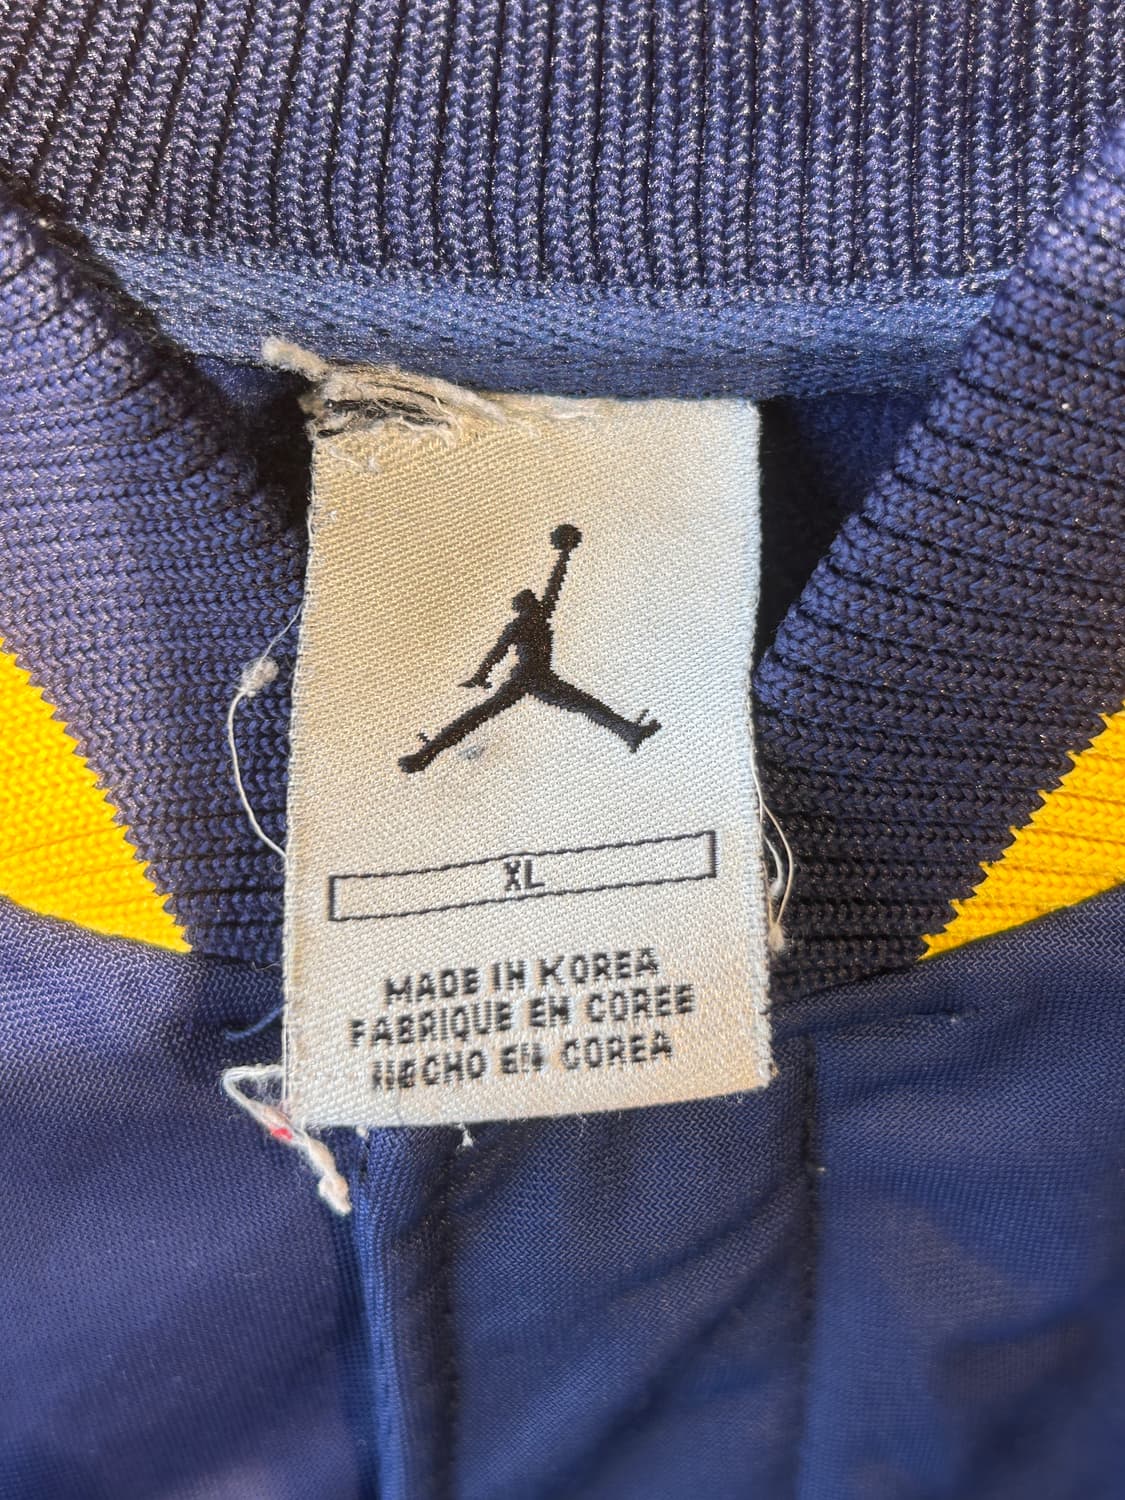 XL
MADE IN KOREA
FABRIQUE EN COREE
HECHO EN COREA